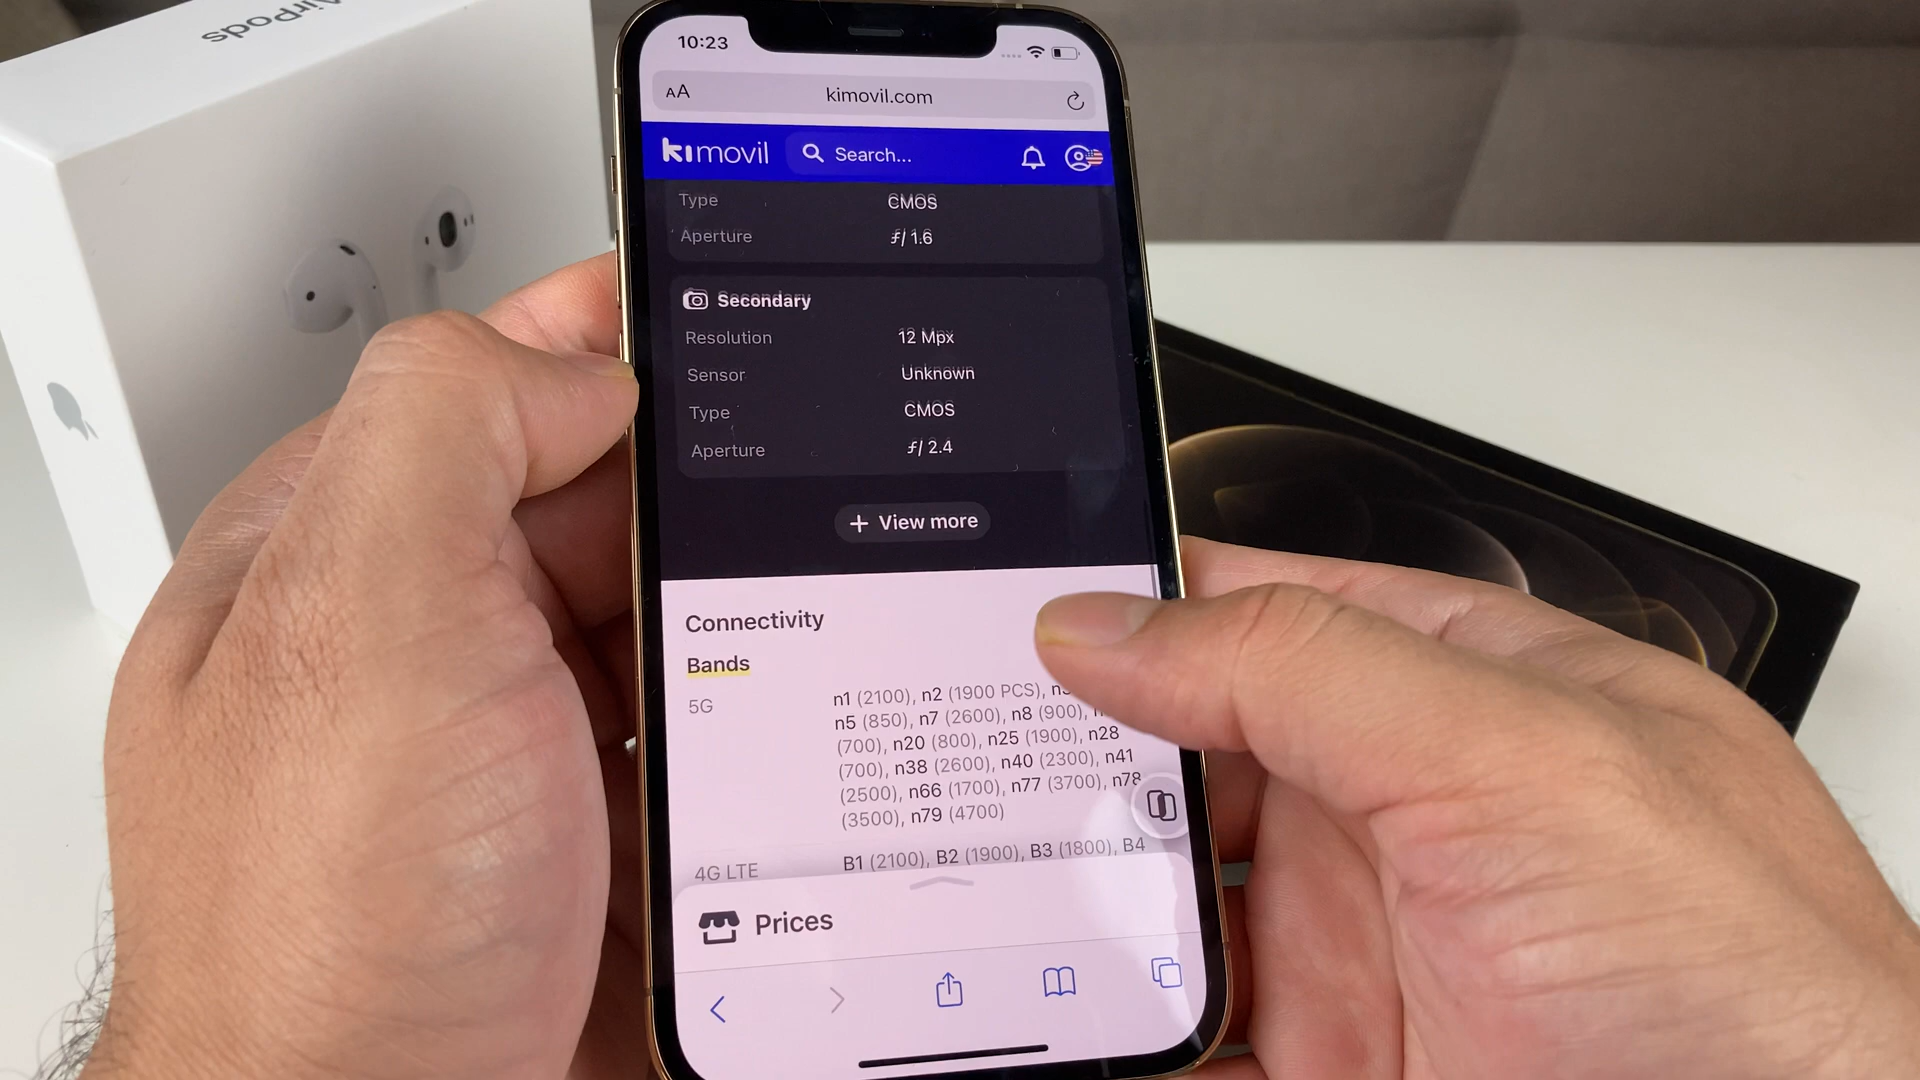 AirPods
10:23
AA
kimovil.com
kimovil
Search...
Type CMOS
Aperture ƒ/ 1.6
Secondary
Resolution 12 Mpx
Sensor Unknown
Type CMOS
Aperture ƒ/ 2.4
+ View more
Connectivity
Bands
5G n1 (2100), n2 (1900 PCS),
n5 (850), n7 (2600), n8 (900),
(700), n20 (800), n25 (1900), n28
(700), n38 (2600), n40 (2300), n41
(2500), n66 (1700), n77 (3700), n78
(3500), n79 (4700)
4G LTE B1 (2100), B2 (1900), B3 (1800), B4
Prices